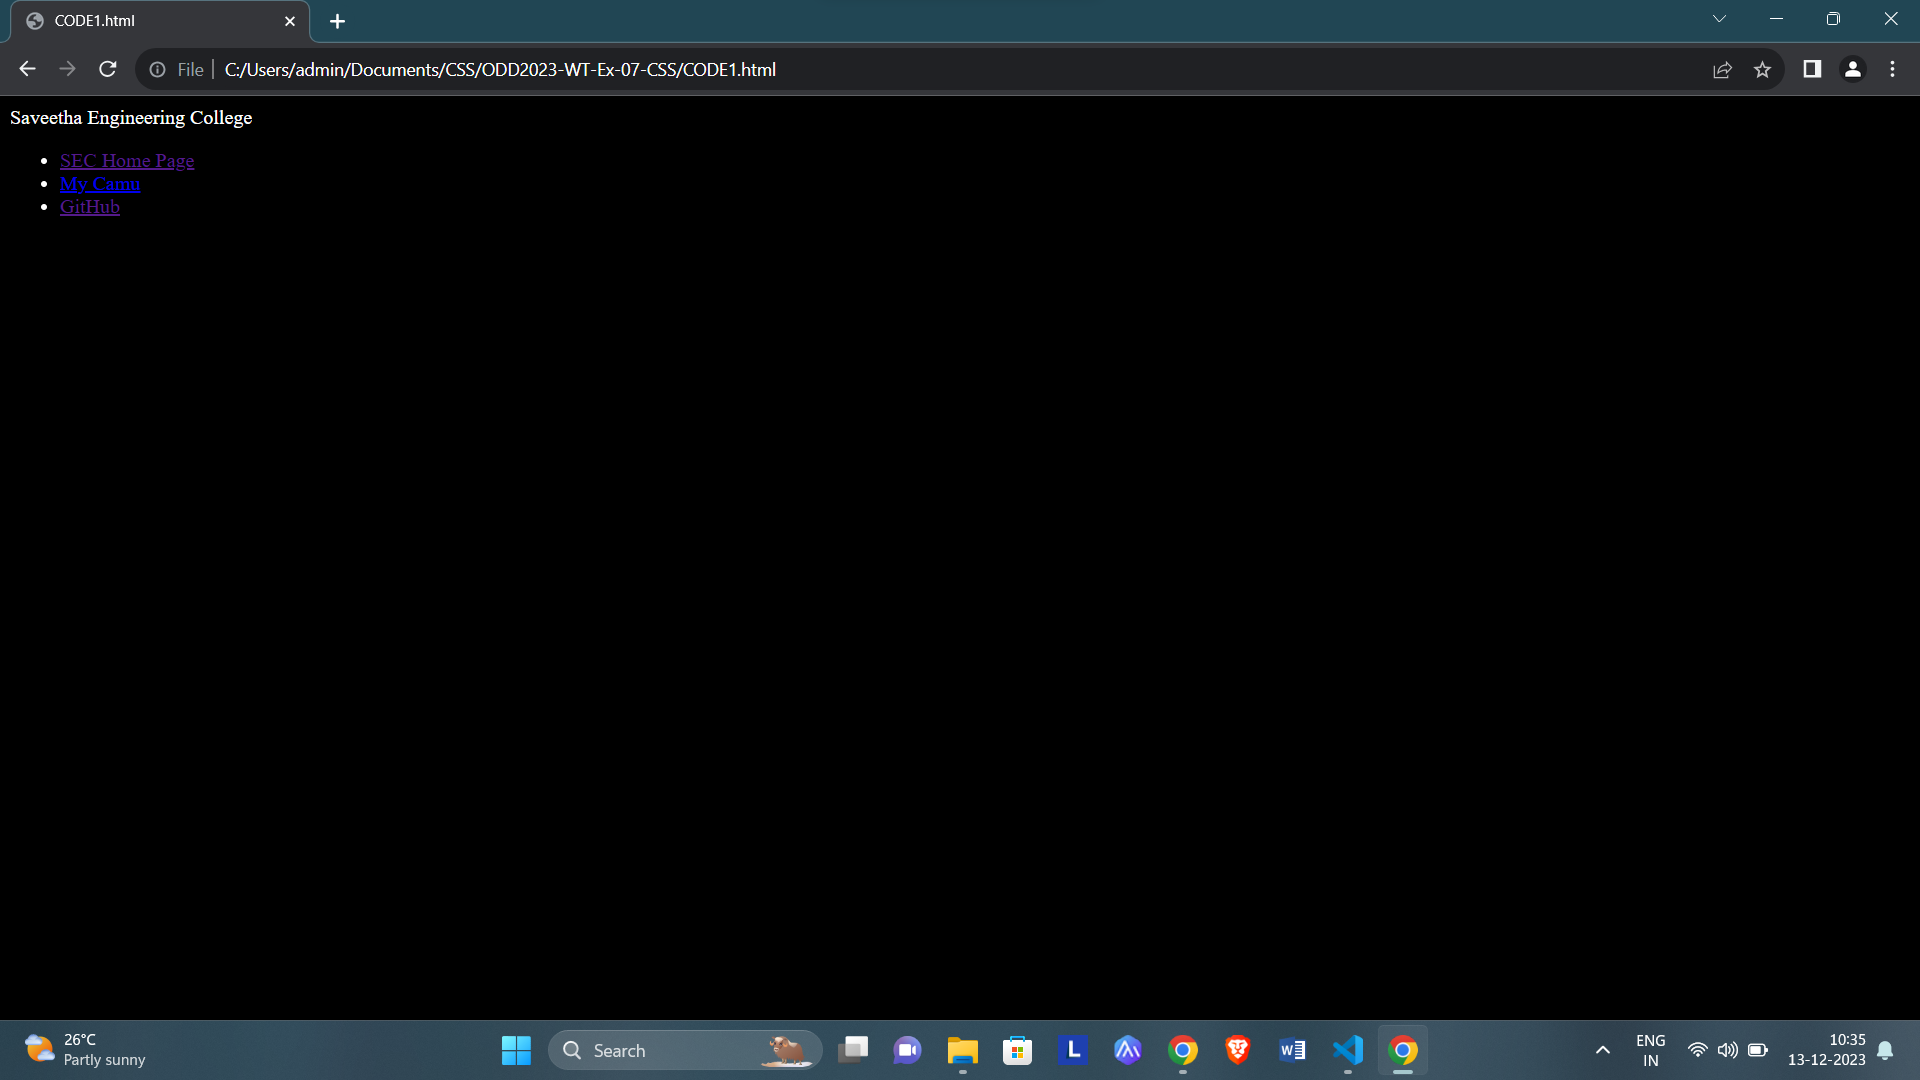 CODE1.html
File
C:/Users/admin/Documents/CSS/ODD2023-WT-Ex-07-CSS/CODE1.html
Saveetha Engineering College
SEC Home Page
My Camu
GitHub
26°C
Partly sunny
Search
L
W
ENG
IN
10:35
13-12-2023